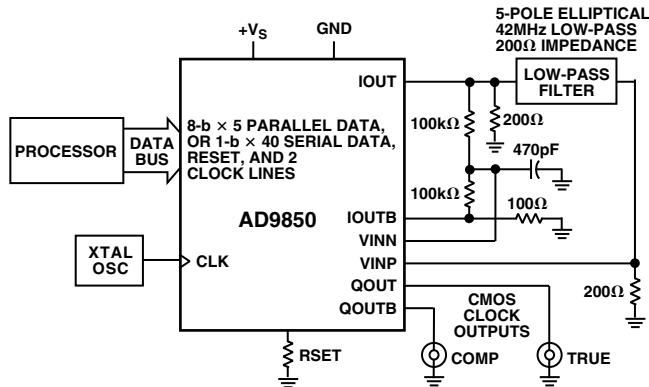 5-POLE ELLIPTICAL
42MHz LOW-PASS
200Ω IMPEDANCE
+VS
GND
IOUT
LOW-PASS
FILTER
100kΩ
200Ω
470pF
PROCESSOR
DATA
BUS
8-b × 5 PARALLEL DATA,
OR 1-b × 40 SERIAL DATA,
RESET, AND 2
CLOCK LINES
100kΩ
100Ω
AD9850
IOUTB
VINN
VINP
XTAL
OSC
CLK
QOUT
QOUTB
CMOS
CLOCK
OUTPUTS
200Ω
RSET
COMP
TRUE